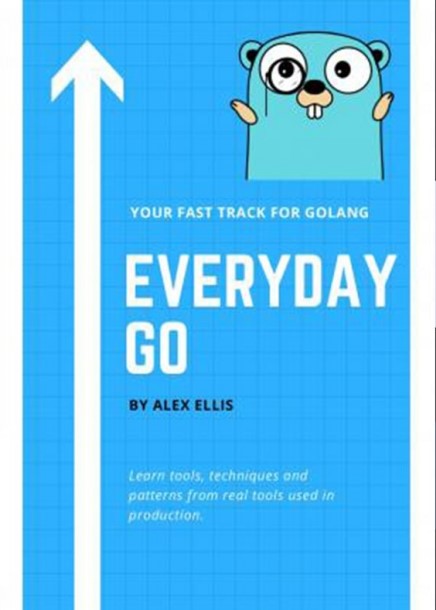 YOUR FAST TRACK FOR GOLANG
EVERYDAY
GO
BY ALEX ELLIS
Learn tools, techniques and
patterns from real tools used in
production.